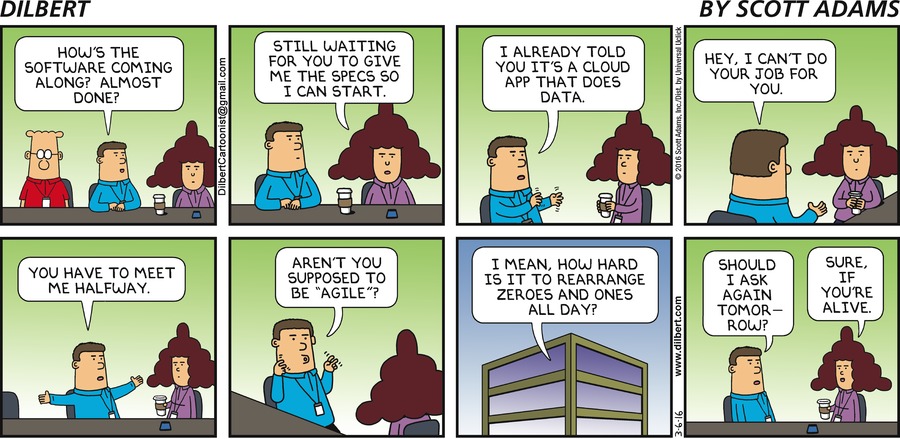 DILBERT
BY SCOTT ADAMS
HOW'S THE
SOFTWARE COMING
ALONG? ALMOST
DONE?
DilbertCartoonist@gmail.com
STILL WAITING
FOR YOU TO GIVE
ME THE SPECS SO
I CAN START.
I ALREADY TOLD
YOU IT'S A CLOUD
APP THAT DOES
DATA.
© 2016 Scott Adams, Inc./Dist. by Universal Uclick
HEY, I CAN'T DO
YOUR JOB FOR
YOU.
YOU HAVE TO MEET
ME HALFWAY.
AREN'T YOU
SUPPOSED TO
BE "AGILE"?
I MEAN, HOW HARD
IS IT TO REARRANGE
ZEROES AND ONES
ALL DAY?
www.dilbert.com
3-6-16
SHOULD
I ASK
AGAIN
TOMOR-
ROW?
SURE,
IF
YOU'RE
ALIVE.